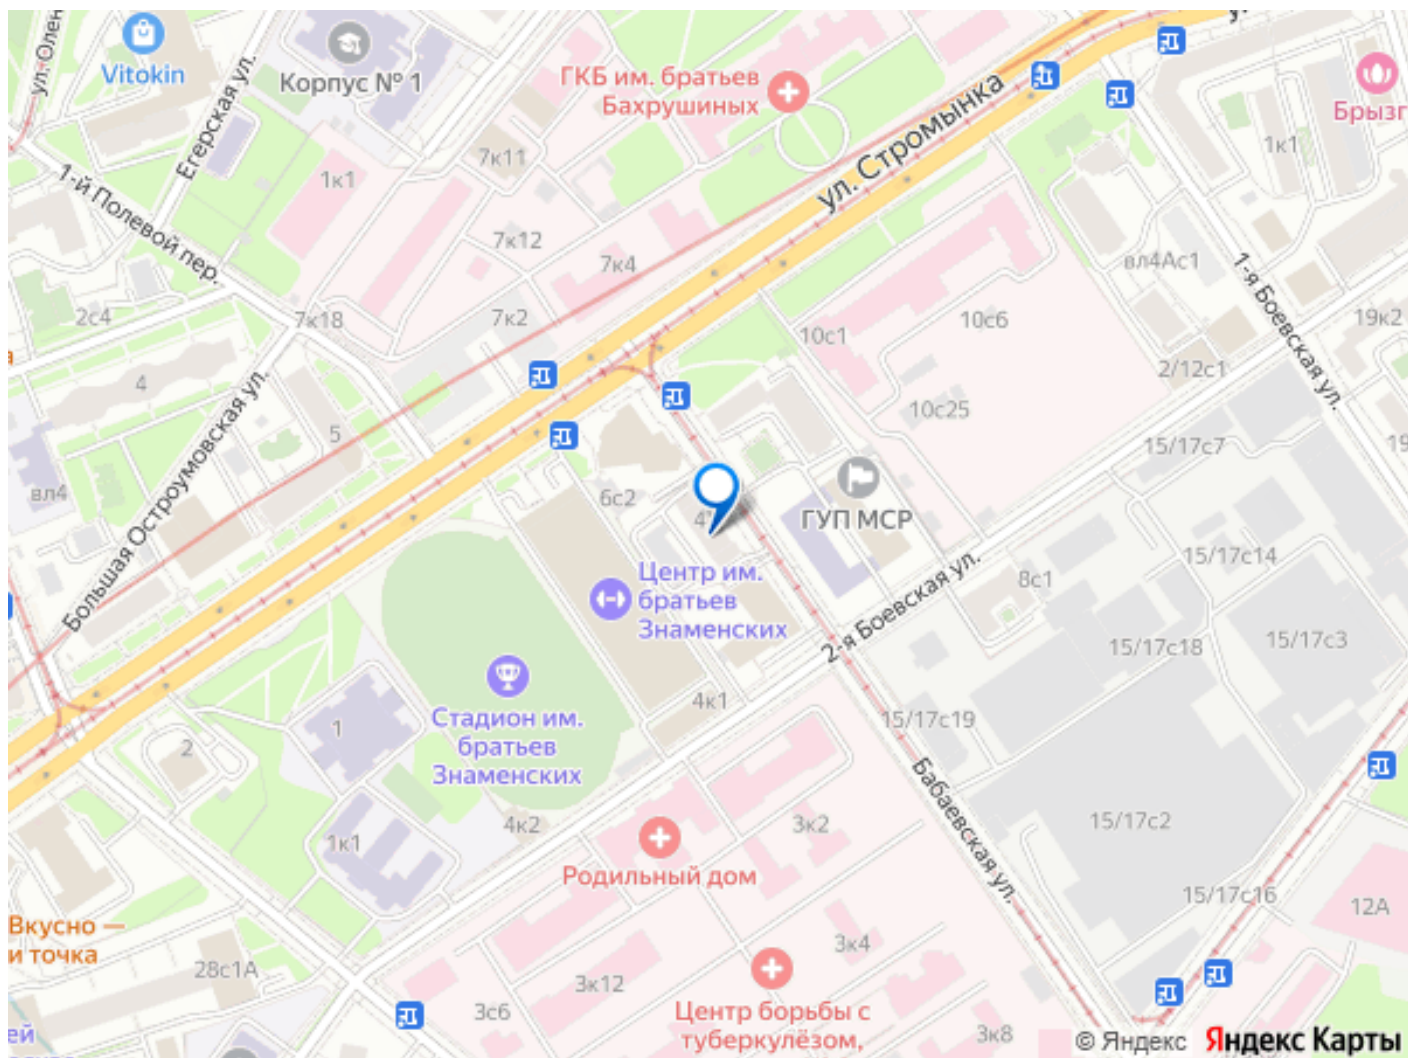 ул. Олен
Vitokin
Корпус № 1
Егерская ул.
ГКБ им. братьев
Бахрушиных
Брызг
7к11
1к1
1к1
ул. Стромынка
1-й Полевой пер.
7к12
7к4
вл4Ас1
1-я Боевская ул.
2с4
7к18
7к2
10с1
10с6
19к2
4
2/12с1
10с25
5
15/17с7
19
вл4
Большая Остроумовская ул.
6с2
ГУП МСР
15/17с14
8с1
Центр им.
братьев
Знаменских
2-я Боевская ул.
15/17с18
15/17с3
4к1
Стадион им.
братьев
Знаменских
1
2
15/17с19
Бабаевская ул.
4к2
3к2
15/17с2
1к1
Родильный дом
15/17с16
12А
Вкусно —
и точка
28с1А
3к4
3к12
3с6
Центр борьбы с
туберкулёзом,
3к8
ей
© Яндекс
Яндекс Карты